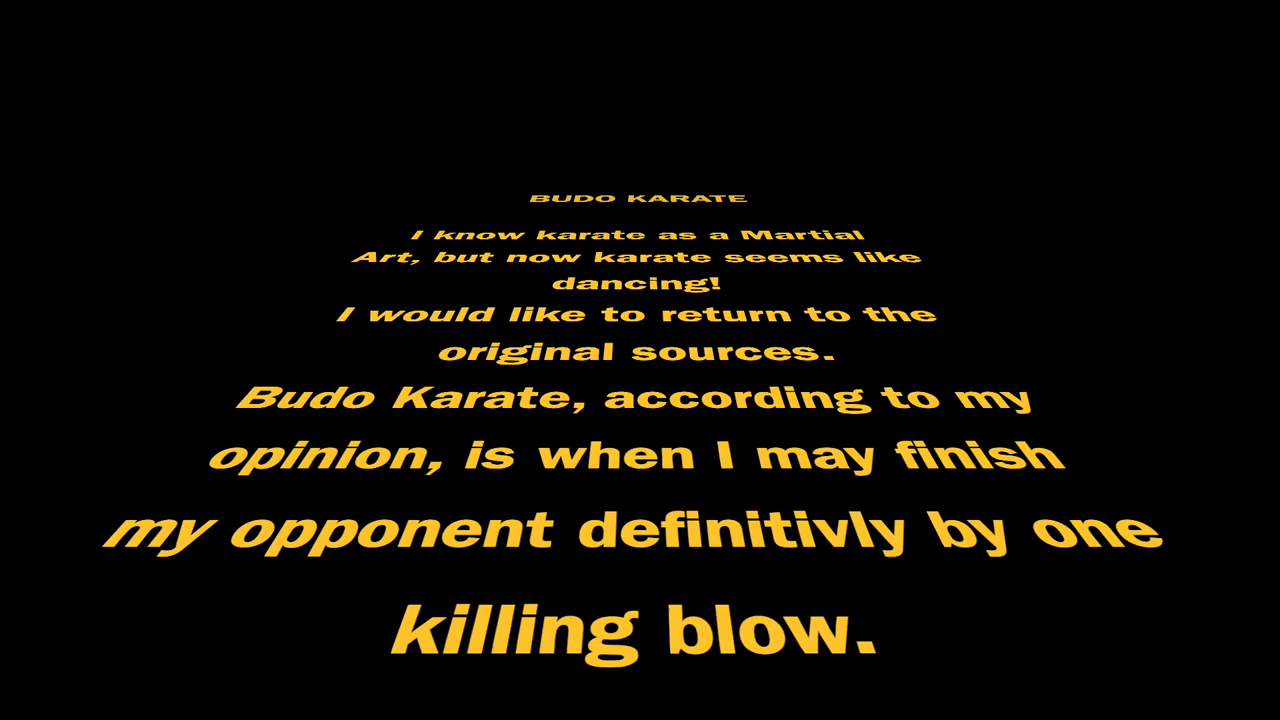 BUDO KARATE
I know karate as a Martial
Art, but now karate seems like
dancing!
I would like to return to the
original sources.
Budo Karate, according to my
opinion, is when I may finish
my opponent definitivly by one
killing blow.